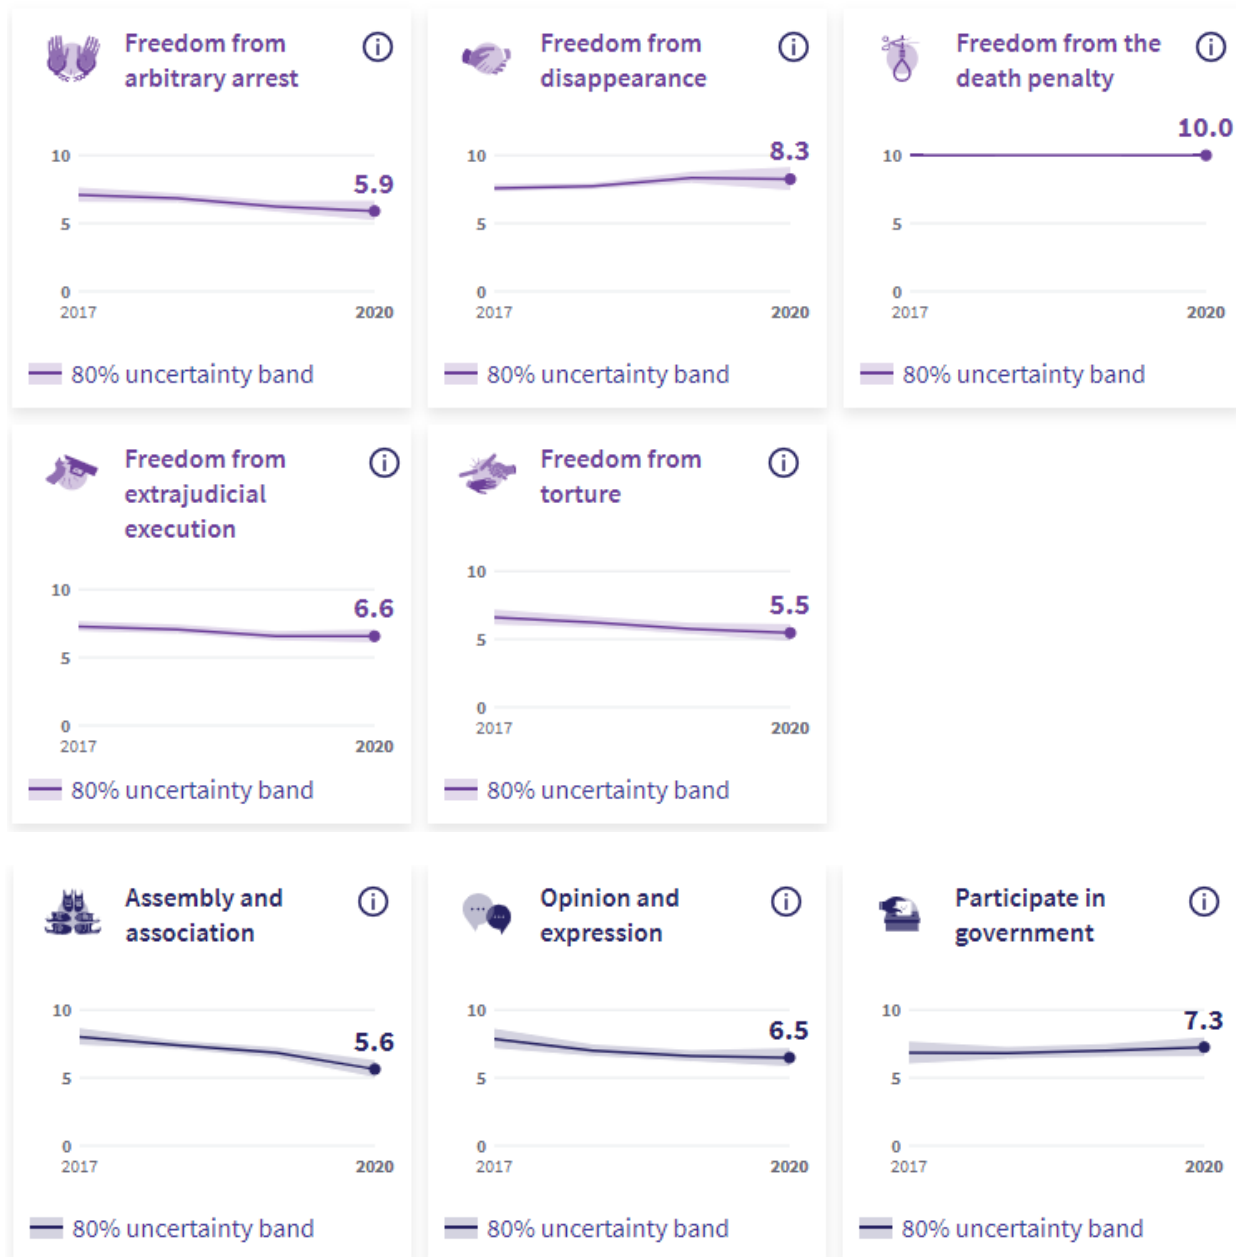 Freedom from
arbitrary arrest
10
5.9
5
0
2017
2020
80% uncertainty band
Freedom from
disappearance
10
8.3
5
0
2017
2020
80% uncertainty band
Freedom from the
death penalty
10.0
10
5
0
2017
2020
80% uncertainty band
Freedom from
extrajudicial
execution
10
6.6
5
0
2017
2020
80% uncertainty band
Freedom from
torture
10
5.5
5
0
2017
2020
80% uncertainty band
Assembly and
association
10
5.6
5
0
2017
2020
80% uncertainty band
Opinion and
expression
10
6.5
5
0
2017
2020
80% uncertainty band
Participate in
government
10
7.3
5
0
2017
2020
80% uncertainty band